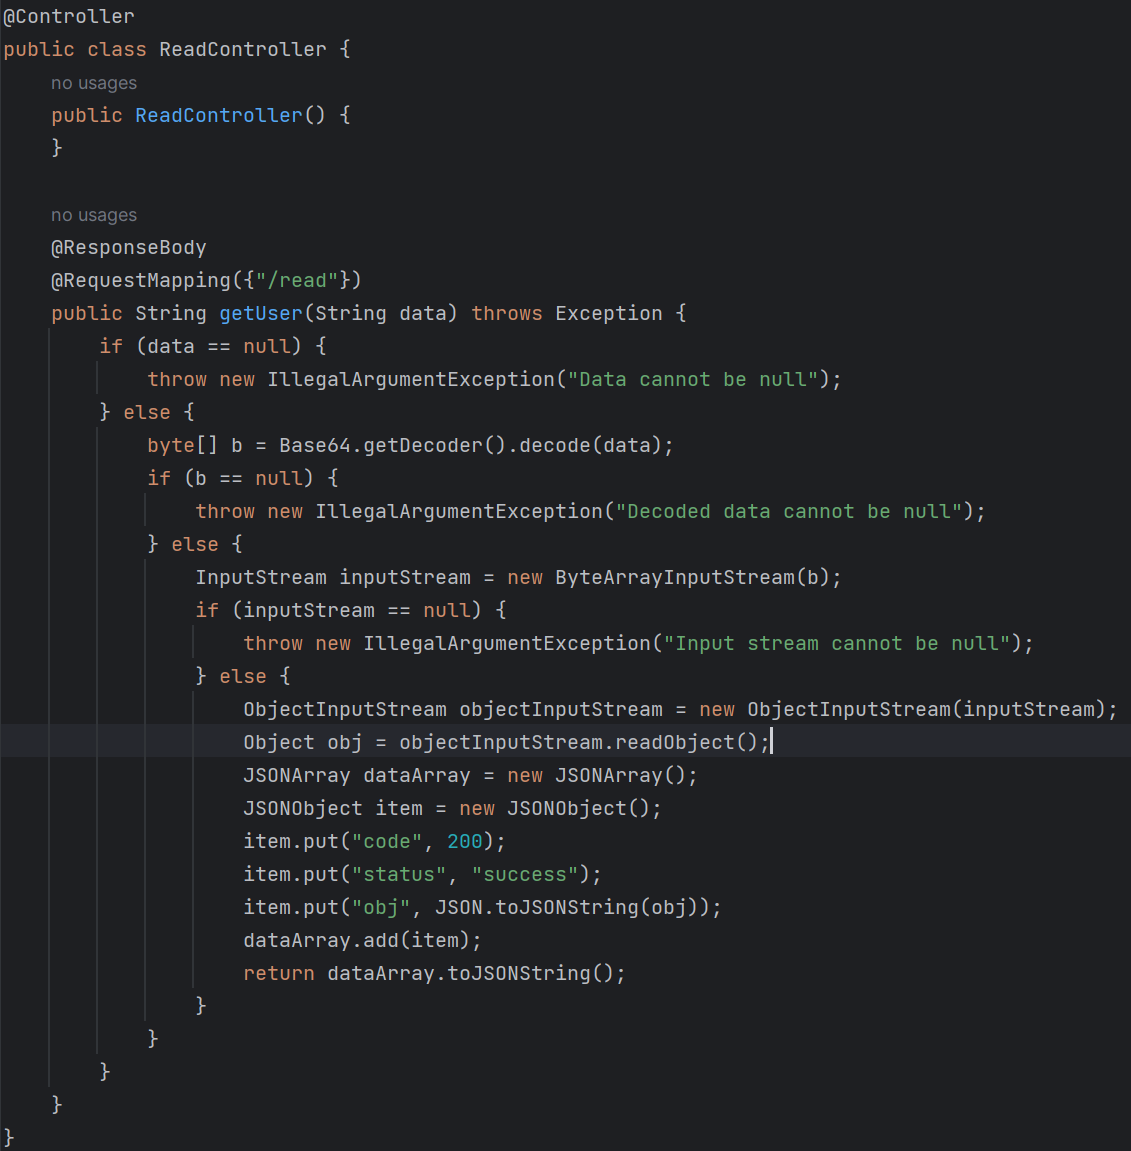 @Controller
public class ReadController {
no usages
public ReadController() {
}
no usages
@ResponseBody
@RequestMapping({"/read"})
public String getUser(String data) throws Exception {
if (data == null) {
throw new IllegalArgumentException("Data cannot be null");
} else {
byte[] b = Base64.getDecoder().decode(data);
if (b == null) {
throw new IllegalArgumentException("Decoded data cannot be null");
} else {
InputStream inputStream = new ByteArrayInputStream(b);
if (inputStream == null) {
throw new IllegalArgumentException("Input stream cannot be null");
} else {
ObjectInputStream objectInputStream = new ObjectInputStream(inputStream);
Object obj = objectInputStream.readObject();
JSONArray dataArray = new JSONArray();
JSONObject item = new JSONObject();
item.put("code", 200);
item.put("status", "success");
item.put("obj", JSON.toJSONString(obj));
dataArray.add(item);
return dataArray.toJSONString();
}
}
}
}
}